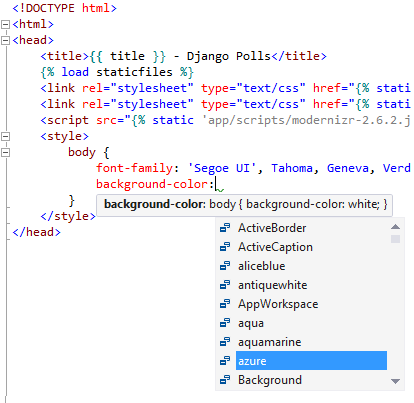 <!DOCTYPE html>
<html>
<head>
<title>{{ title }} - Django Polls</title>
{% load staticfiles %}
<link rel="stylesheet" type="text/css" href="{% stati
<link rel="stylesheet" type="text/css" href="{% stati
<script src="{% static 'app/scripts/modernizr-2.6.2.j
<style>
body {
font-family: 'Segoe UI', Tahoma, Geneva, Verd
background-color:
}
background-color: body { background-color: white; }
</style>
</head>
ActiveBorder
ActiveCaption
aliceblue
antiquewhite
AppWorkspace
aqua
aquamarine
azure
Background